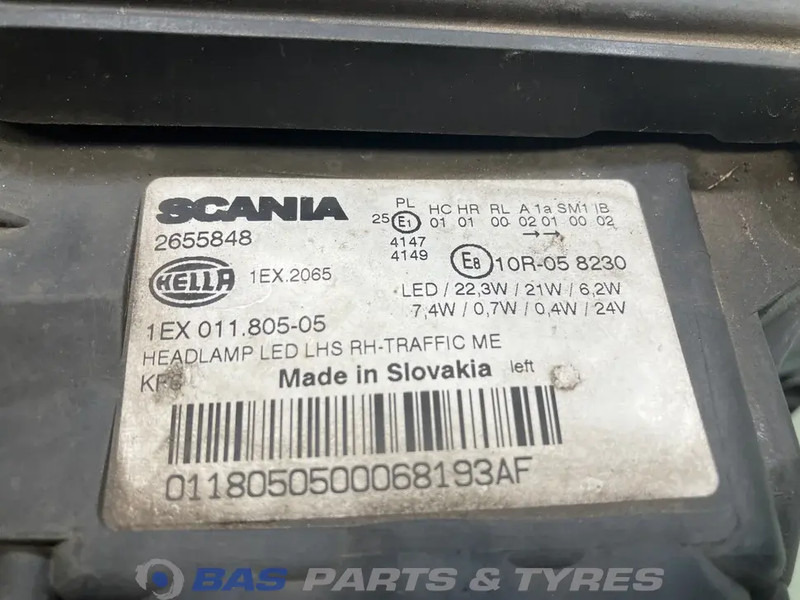 SCANIA
2655848
PL
25 E1 HC HR RL A 1a SM1 IB
01 01 00 02 01 00 02
→→
4147
4149
E8 10R-05 8230
HELLA 1EX.2065
LED / 22,3W / 21W / 6,2W
7,4W / 0,7W / 0,4W / 24V
1EX 011.805-05
HEADLAMP LED LHS RH-TRAFFIC ME
Made in Slovakia left
0118050500068193AF
BAS PARTS & TYRES